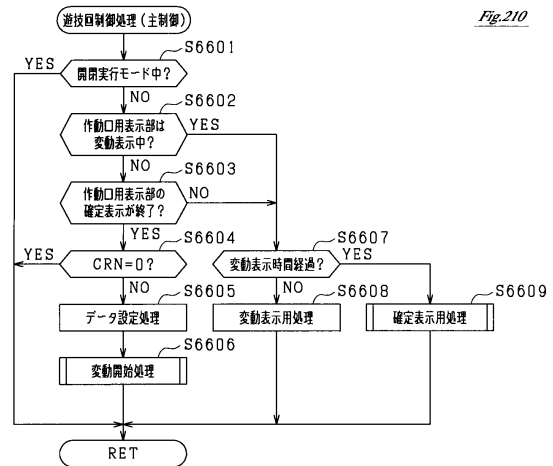 Fig.210
遊技回制御処理(主制御)
S6601
YES
開閉実行モード中?
NO
S6602
作動口用表示部は
変動表示中?
YES
NO
S6603
作動口用表示部の
確定表示が終了?
NO
YES
S6604
YES
CRN=0?
NO
S6605
データ設定処理
S6606
変動開始処理
S6607
変動表示時間経過?
YES
NO
S6608
変動表示用処理
S6609
確定表示用処理
RET